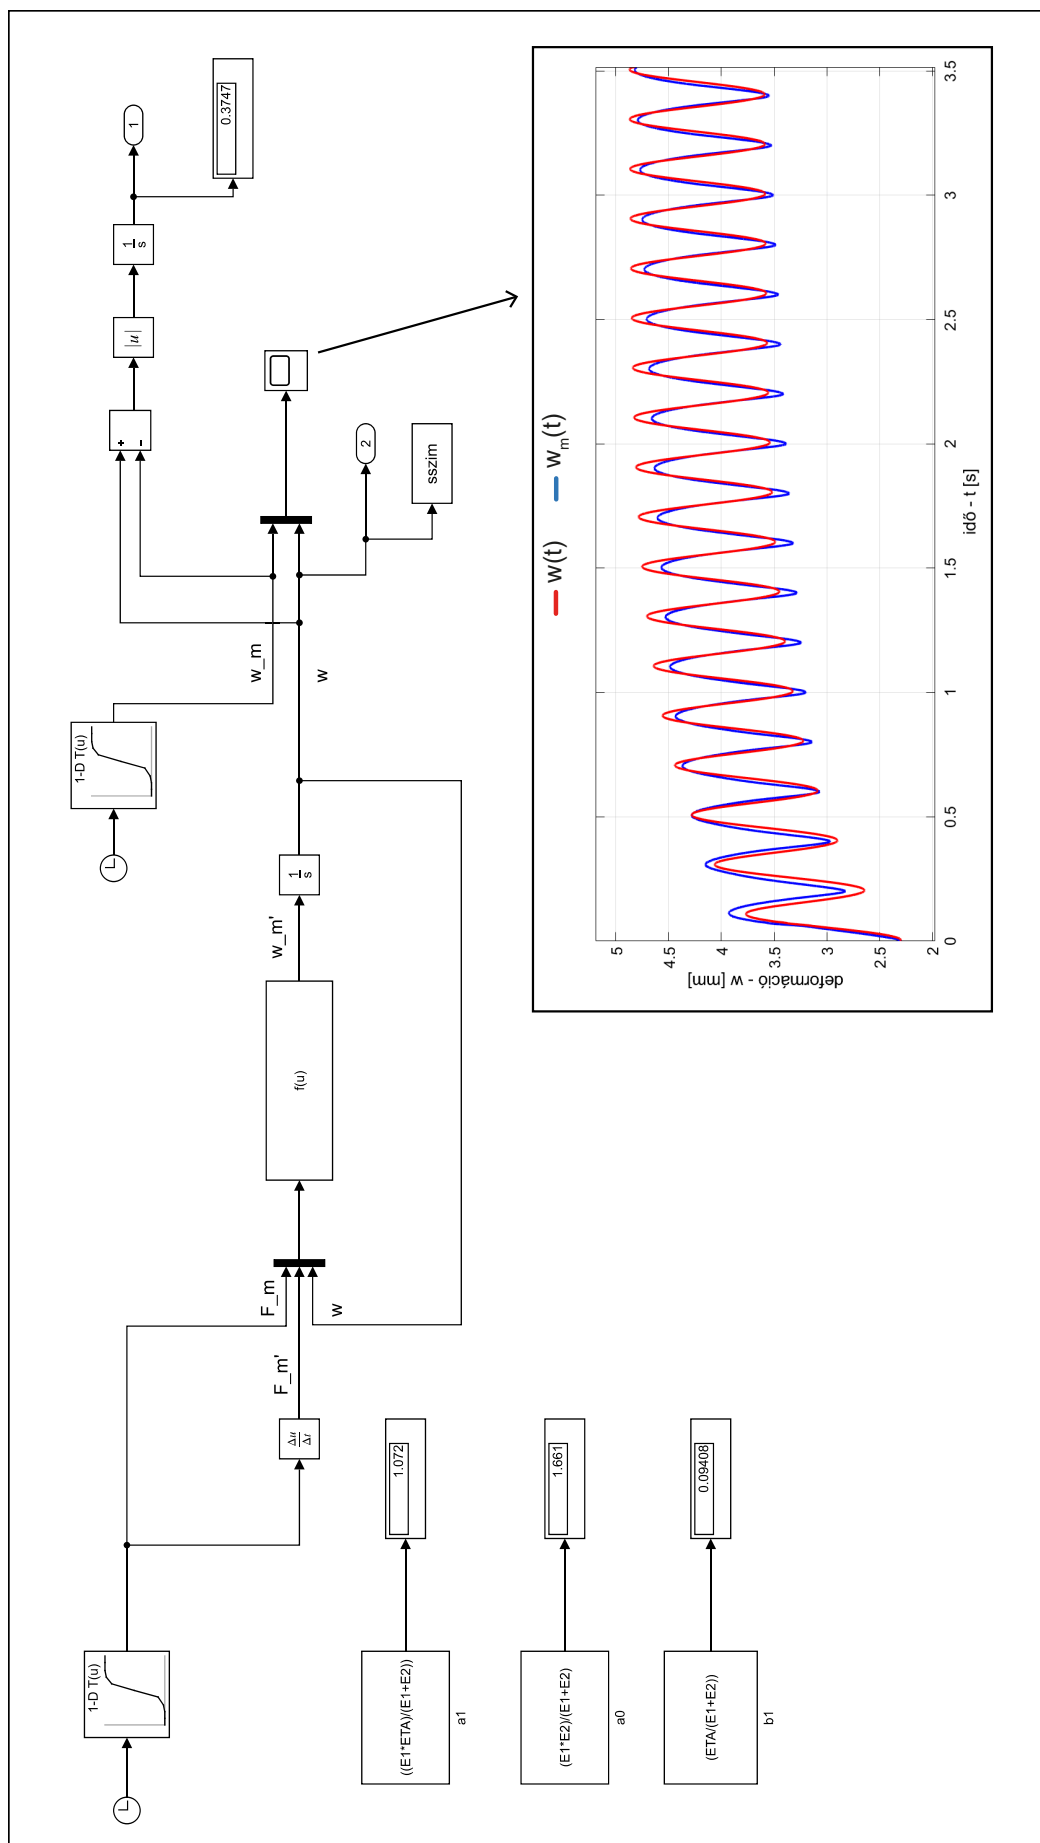 1-D T(u)
F_m
F_m'
w
Δu
Δt
f(u)
w_m'
1
s
1-D T(u)
w_m
w
+
-
|u|
1
s
1
0.3747
2
sszim
((E1*ETA)/(E1+E2))
a1
1.072
(E1*E2)/(E1+E2)
a0
1.661
(ETA/(E1+E2))
b1
0.09408
w(t)
w_m(t)
deformáció - w [mm]
5
4.5
4
3.5
3
2.5
2
0
0.5
1
1.5
2
2.5
3
3.5
idő - t [s]